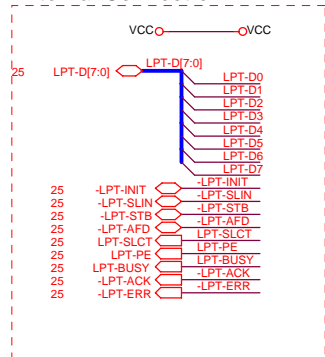 VCC VCC
25 LPT-D[7:0] LPT-D[7:0]
LPT-D0
LPT-D1
LPT-D2
LPT-D3
LPT-D4
LPT-D5
LPT-D6
LPT-D7
25 -LPT-INIT -LPT-INIT
25 -LPT-SLIN -LPT-SLIN
25 -LPT-STB -LPT-STB
25 -LPT-AFD -LPT-AFD
25 LPT-SLCT LPT-SLCT
25 LPT-PE LPT-PE
25 LPT-BUSY LPT-BUSY
25 -LPT-ACK -LPT-ACK
25 -LPT-ERR -LPT-ERR